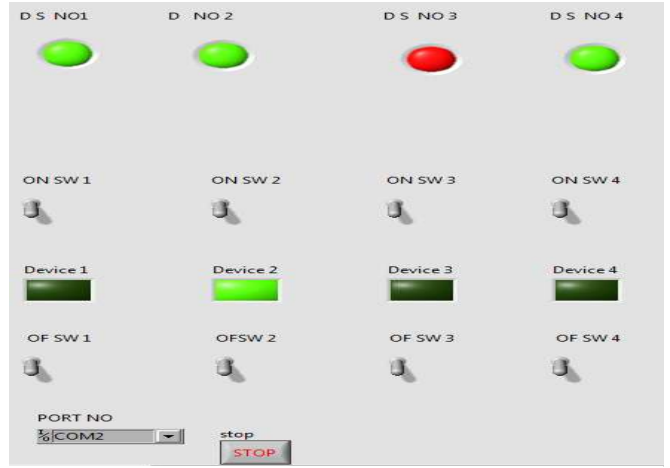 D S NO1 D NO 2 D S NO 3 D S NO 4
ON SW 1 ON SW 2 ON SW 3 ON SW 4
Device 1 Device 2 Device 3 Device 4
OF SW 1 OFSW 2 OF SW 3 OF SW 4
PORT NO
I/O COM2
stop
STOP